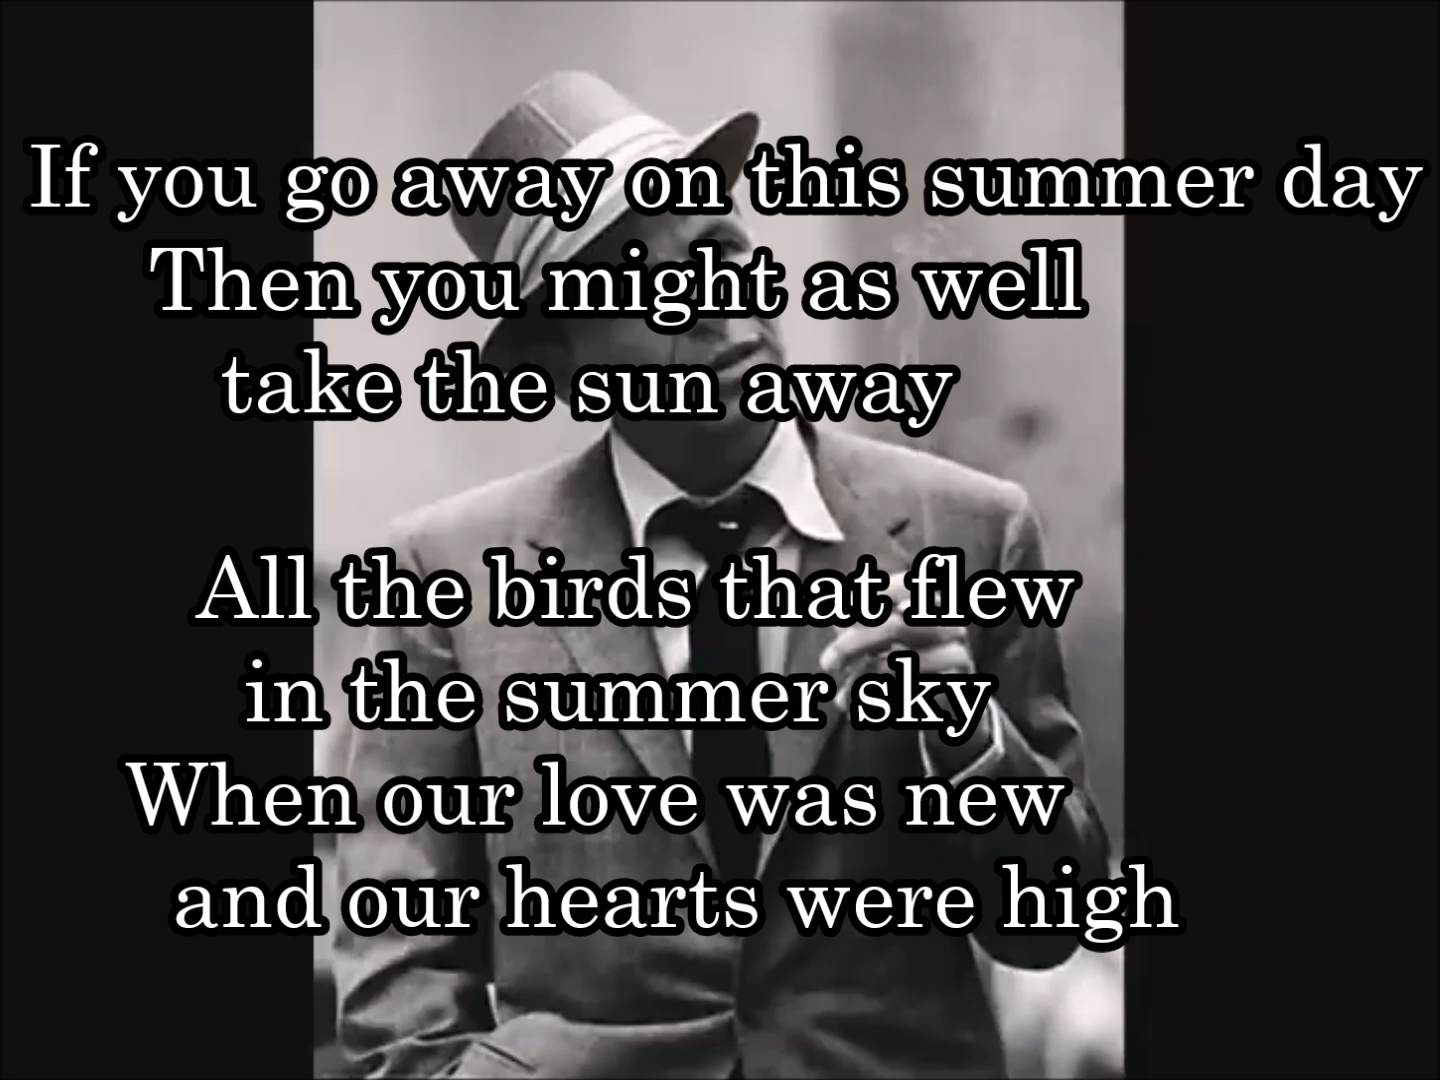 If you go away on this summer day
Then you might as well
take the sun away
All the birds that flew
in the summer sky
When our love was new
and our hearts were high